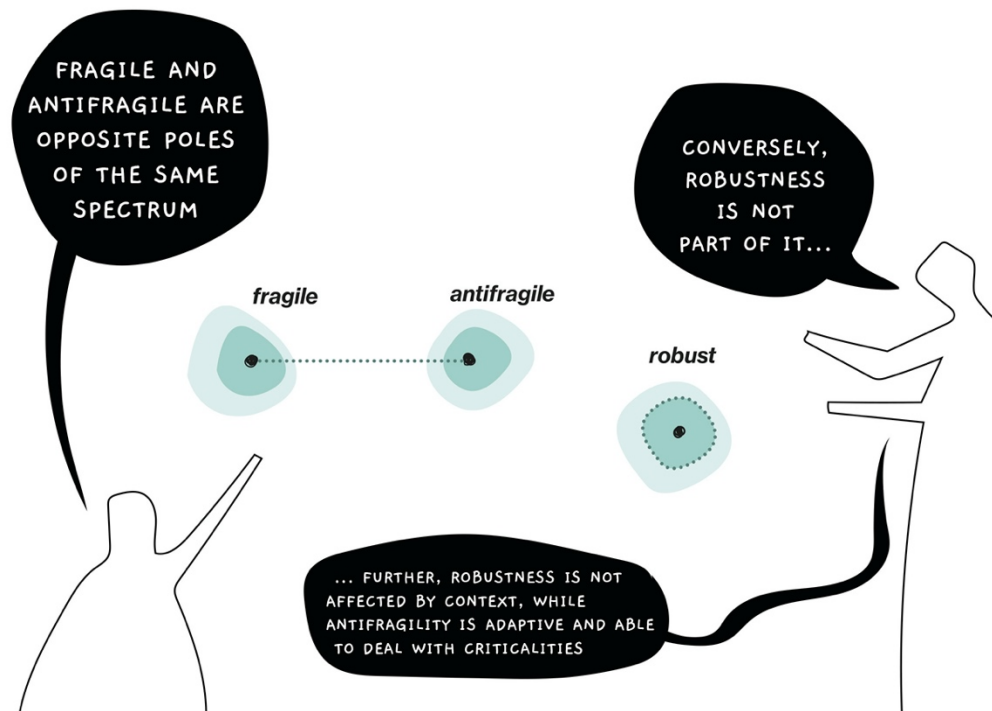 FRAGILE AND
ANTIFRAGILE ARE
OPPOSITE POLES
OF THE SAME
SPECTRUM
CONVERSELY,
ROBUSTNESS
IS NOT
PART OF IT...
fragile
antifragile
robust
... FURTHER, ROBUSTNESS IS NOT
AFFECTED BY CONTEXT, WHILE
ANTIFRAGILITY IS ADAPTIVE AND ABLE
TO DEAL WITH CRITICALITIES